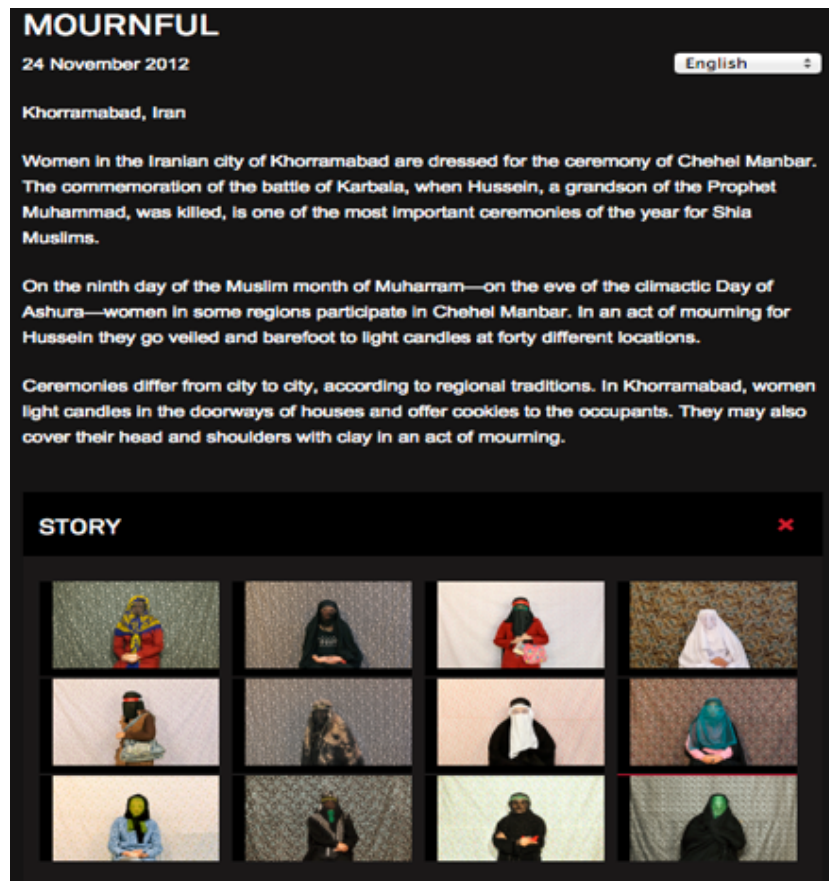 MOURNFUL
24 November 2012
English
Khorramabad, Iran
Women in the Iranian city of Khorramabad are dressed for the ceremony of Chehel Manbar.
The commemoration of the battle of Karbala, when Hussein, a grandson of the Prophet
Muhammad, was killed, is one of the most important ceremonies of the year for Shia
Muslims.
On the ninth day of the Muslim month of Muharram—on the eve of the climactic Day of
Ashura—women in some regions participate in Chehel Manbar. In an act of mourning for
Hussein they go veiled and barefoot to light candles at forty different locations.
Ceremonies differ from city to city, according to regional traditions. In Khorramabad, women
light candles in the doorways of houses and offer cookies to the occupants. They may also
cover their head and shoulders with clay in an act of mourning.
STORY